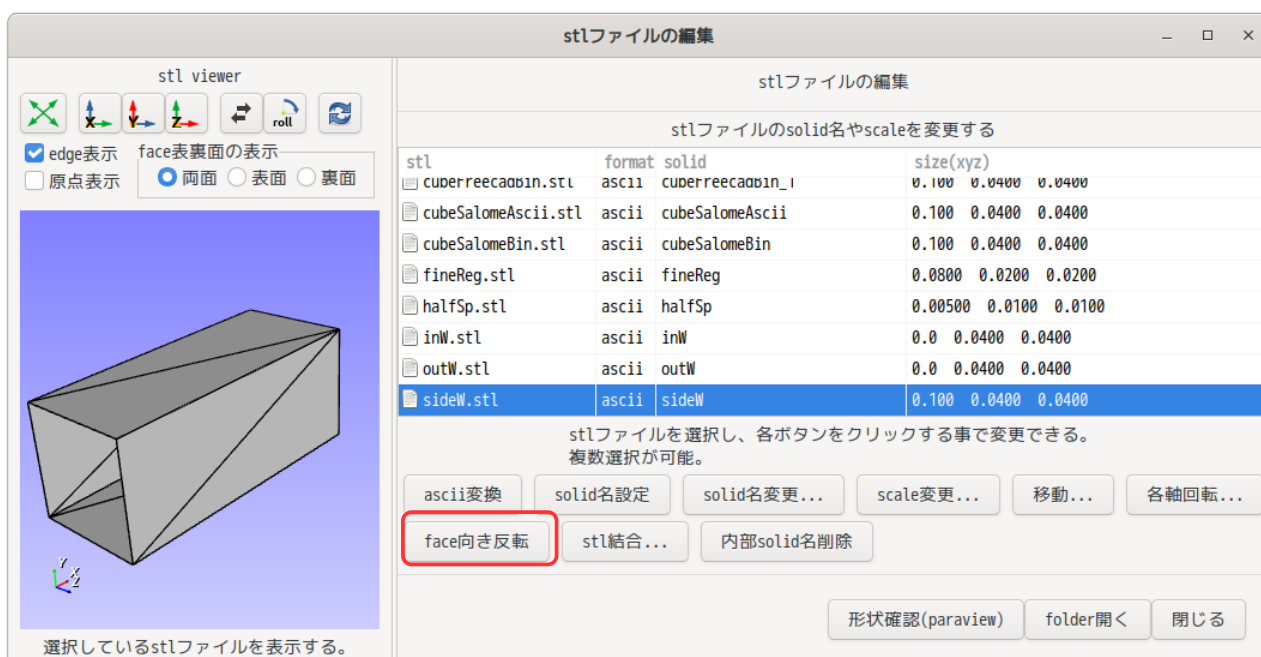 stlファイルの編集
stl viewer
X Y Z roll
edge表示 face表裏面の表示
原点表示 両面 表面 裏面
Y X Z
選択しているstlファイルを表示する。
stlファイルの編集
stlファイルのsolid名やscaleを変更する
stl format solid size(xyz)
cubeFreecadBin.stl ascii cubeFreecadBin_T 0.100 0.0400 0.0400
cubeSalomeAscii.stl ascii cubeSalomeAscii 0.100 0.0400 0.0400
cubeSalomeBin.stl ascii cubeSalomeBin 0.100 0.0400 0.0400
fineReg.stl ascii fineReg 0.0800 0.0200 0.0200
halfSp.stl ascii halfSp 0.00500 0.0100 0.0100
inW.stl ascii inW 0.0 0.0400 0.0400
outW.stl ascii outW 0.0 0.0400 0.0400
sideW.stl ascii sideW 0.100 0.0400 0.0400
stlファイルを選択し、各ボタンをクリックする事で変更できる。
複数選択が可能。
ascii変換 solid名設定 solid名変更... scale変更... 移動... 各軸回転...
face向き反転 stl結合... 内部solid名削除
形状確認(paraview) folder開く 閉じる